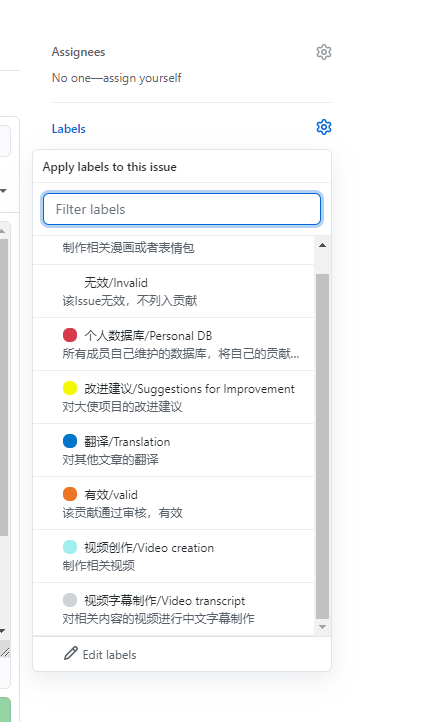 Assignees
No one—assign yourself
Labels
Apply labels to this issue
Filter labels
制作相关漫画或者表情包
无效/Invalid
该Issue无效，不列入贡献
个人数据库/Personal DB
所有成员自己维护的数据库，将自己的贡献...
改进建议/Suggestions for Improvement
对大使项目的改进建议
翻译/Translation
对其他文章的翻译
有效/valid
该贡献通过审核，有效
视频创作/Video creation
制作相关视频
视频字幕制作/Video transcript
对相关内容的视频进行中文字幕制作
Edit labels